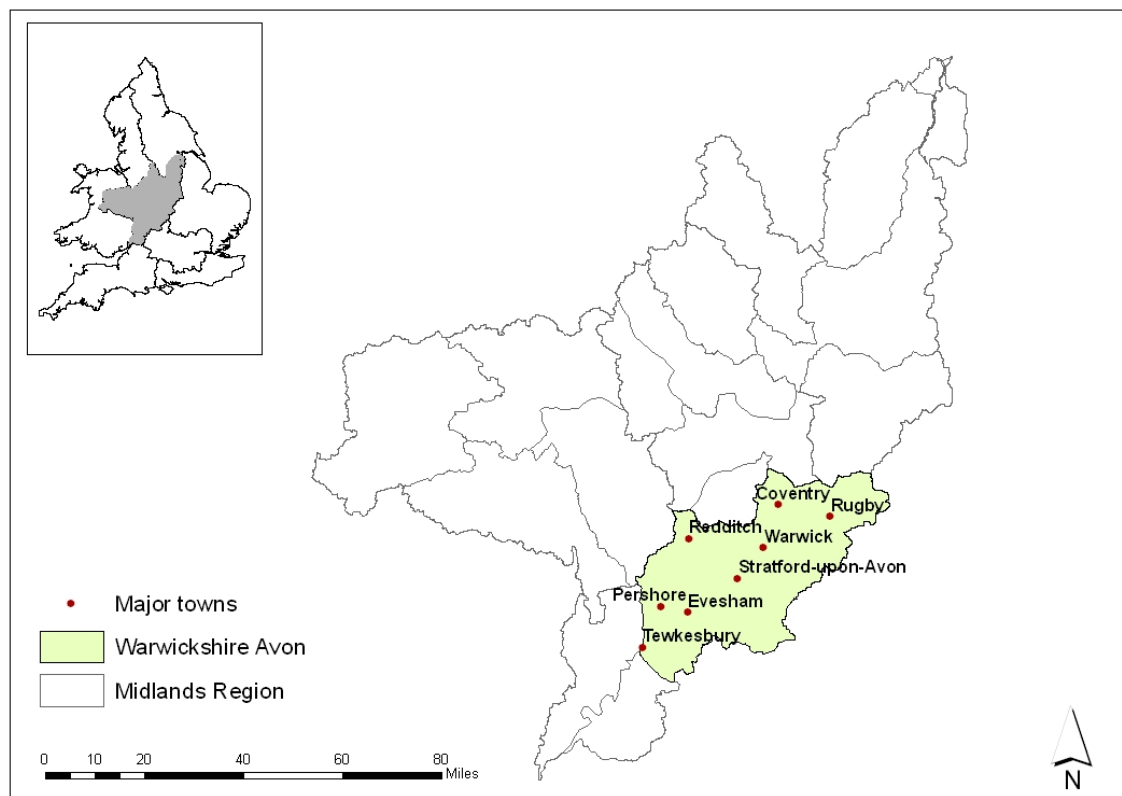 Coventry
Rugby
Redditch
Warwick
Stratford-upon-Avon
Pershore
Evesham
Tewkesbury
Major towns
Warwickshire Avon
Midlands Region
0 10 20 40 60 80
Miles
N